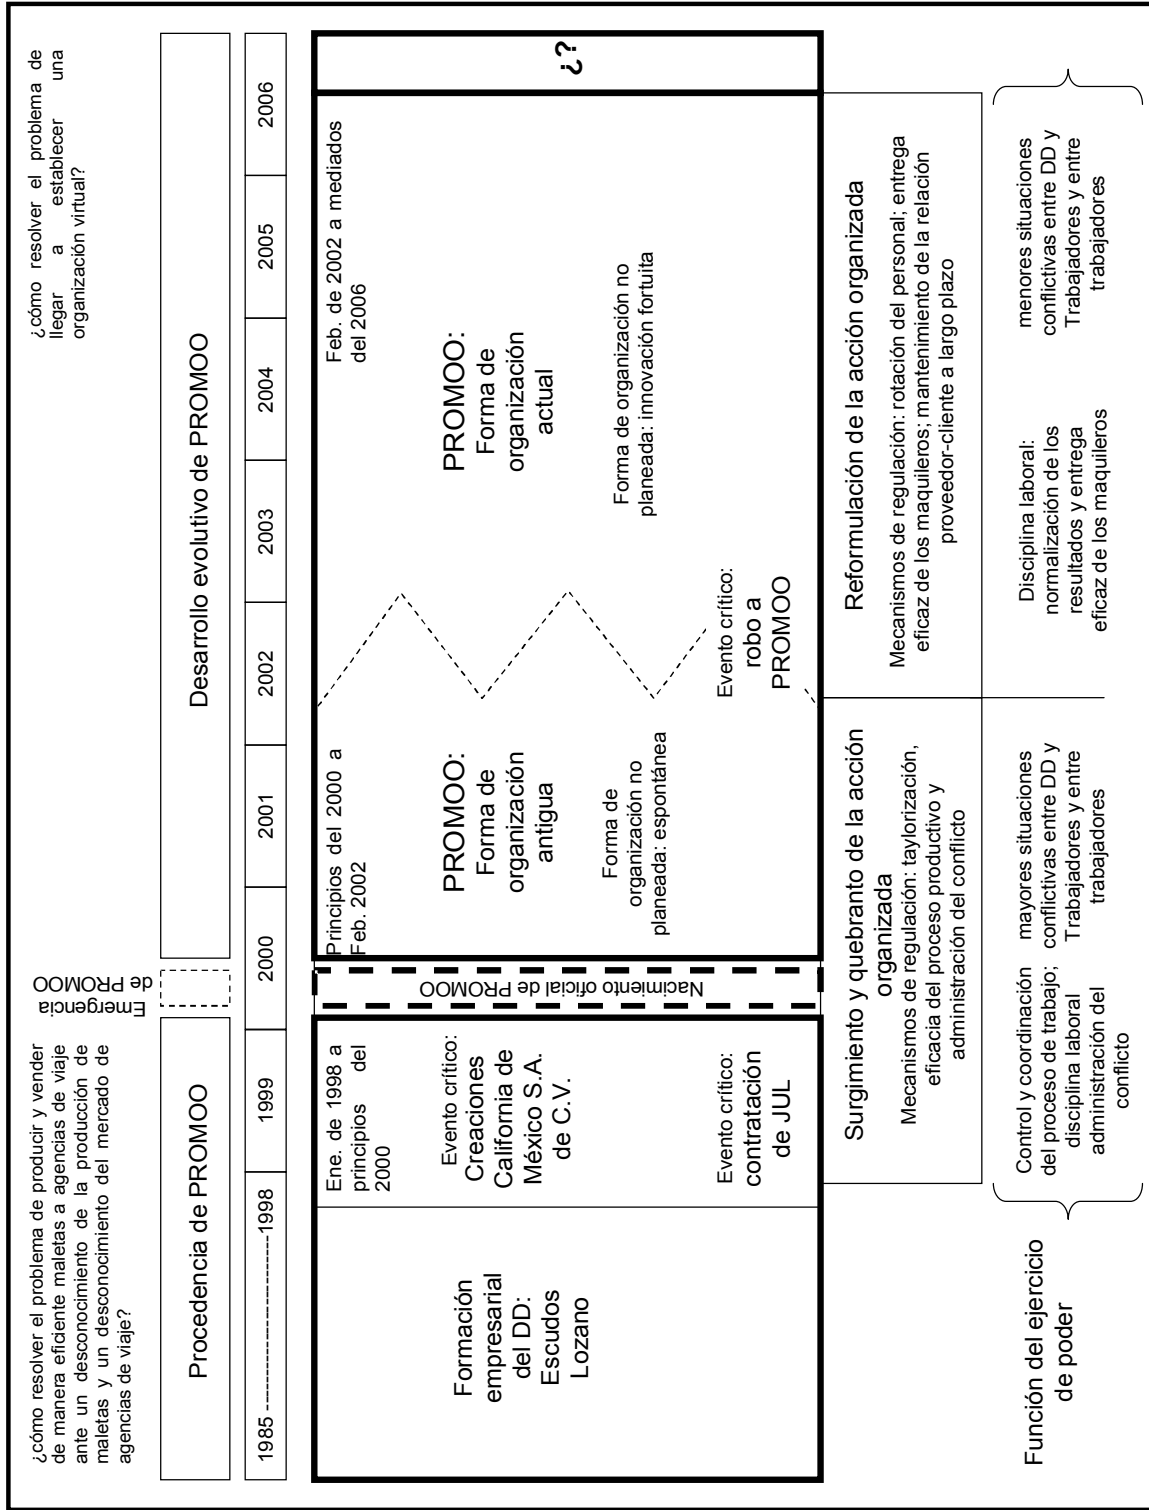 ¿cómo resolver el problema de producir y vender
de manera eficiente maletas a agencias de viaje
ante un desconocimiento de la producción de
maletas y un desconocimiento del mercado de
agencias de viaje?
Emergencia
de PROMOO
¿cómo resolver el problema de
llegar a establecer una
organización virtual?
Procedencia de PROMOO
Desarrollo evolutivo de PROMOO
1985 ------------------1998
1999
2000
2001
2002
2003
2004
2005
2006
Formación
empresarial
del DD:
Escudos
Lozano
Ene. de 1998 a
principios del
2000
Evento crítico:
Creaciones
California de
México S.A.
de C.V.
Evento crítico:
contratación
de JUL
Nacimiento oficial de PROMOO
Principios del 2000 a
Feb. 2002
PROMOO:
Forma de
organización
antigua
Forma de
organización no
planeada: espontánea
Evento crítico:
robo a
PROMOO
Feb. de 2002 a mediados
del 2006
PROMOO:
Forma de
organización
actual
Forma de organización no
planeada: innovación fortuita
¿?
Surgimiento y quebranto de la acción
organizada
Mecanismos de regulación: taylorización,
eficacia del proceso productivo y
administración del conflicto
Reformulación de la acción organizada
Mecanismos de regulación: rotación del personal; entrega
eficaz de los maquileros; mantenimiento de la relación
proveedor-cliente a largo plazo
Función del ejercicio
de poder
Control y coordinación
del proceso de trabajo;
disciplina laboral
administración del
conflicto
mayores situaciones
conflictivas entre DD y
Trabajadores y entre
trabajadores
Disciplina laboral:
normalización de los
resultados y entrega
eficaz de los maquileros
menores situaciones
conflictivas entre DD y
Trabajadores y entre
trabajadores